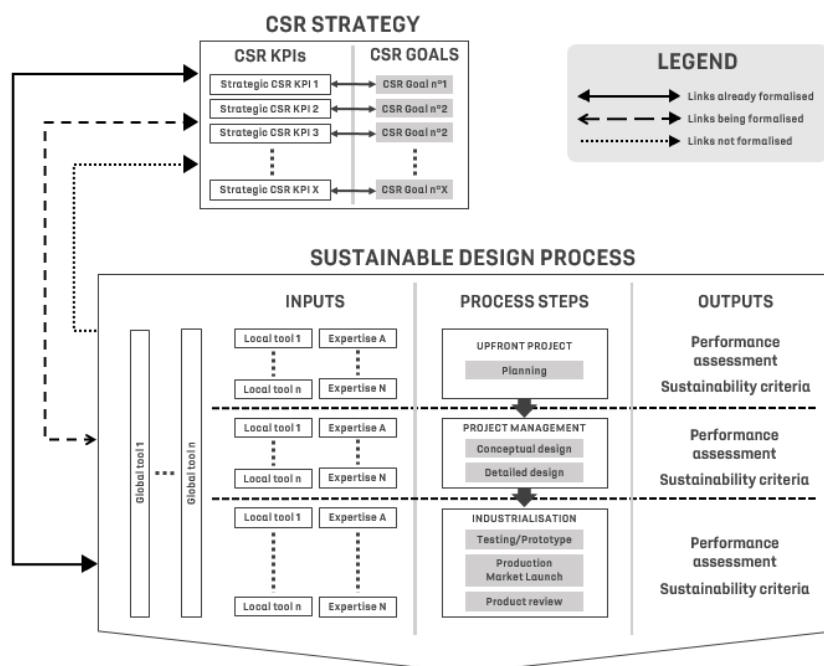 CSR STRATEGY
CSR KPIs
CSR GOALS
Strategic CSR KPI 1
CSR Goal n°1
Strategic CSR KPI 2
CSR Goal n°2
Strategic CSR KPI 3
CSR Goal n°2
Strategic CSR KPI X
CSR Goal n°X
LEGEND
Links already formalised
Links being formalised
Links not formalised
SUSTAINABLE DESIGN PROCESS
INPUTS
PROCESS STEPS
OUTPUTS
Global tool 1
Global tool n
Local tool 1
Expertise A
Local tool n
Expertise N
UPFRONT PROJECT
Planning
Performance
assessment
Sustainability criteria
Local tool 1
Expertise A
Local tool n
Expertise N
PROJECT MANAGEMENT
Conceptual design
Detailed design
Performance
assessment
Sustainability criteria
Local tool 1
Expertise A
Local tool n
Expertise N
INDUSTRIALISATION
Testing/Prototype
Production
Market Launch
Product review
Performance
assessment
Sustainability criteria